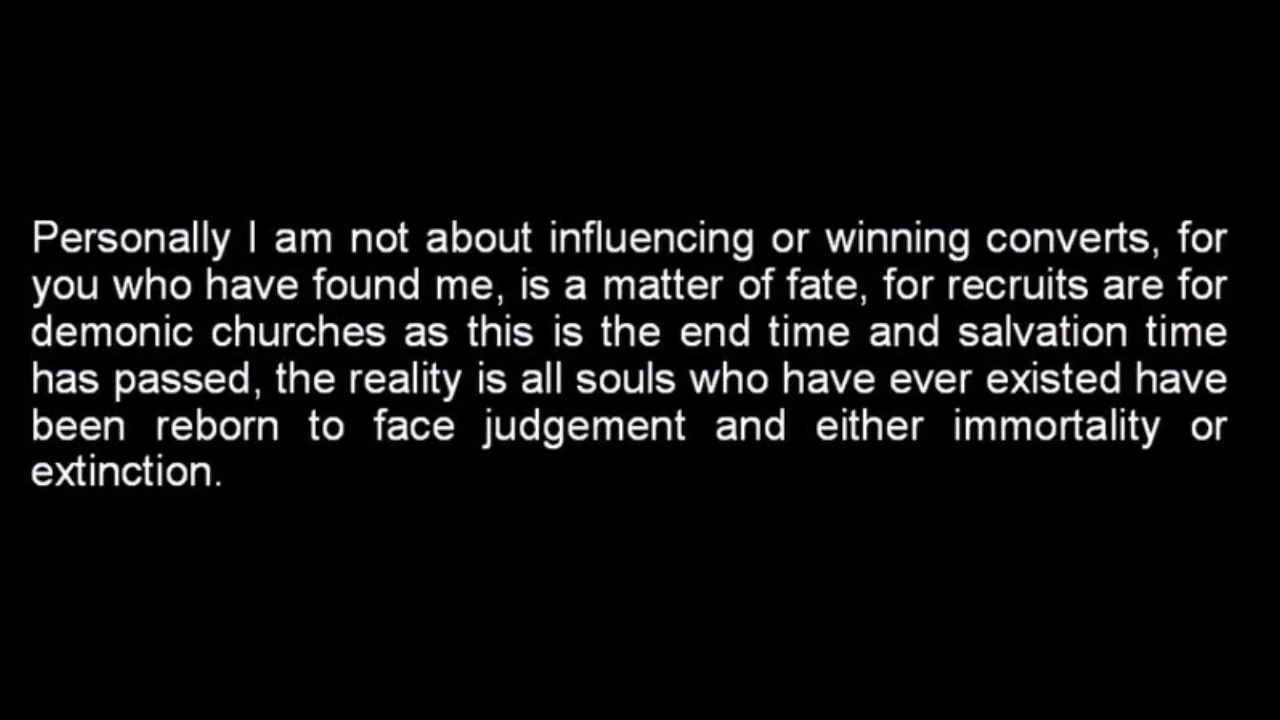 Personally I am not about influencing or winning converts, for
you who have found me, is a matter of fate, for recruits are for
demonic churches as this is the end time and salvation time
has passed, the reality is all souls who have ever existed have
been reborn to face judgement and either immortality or
extinction.